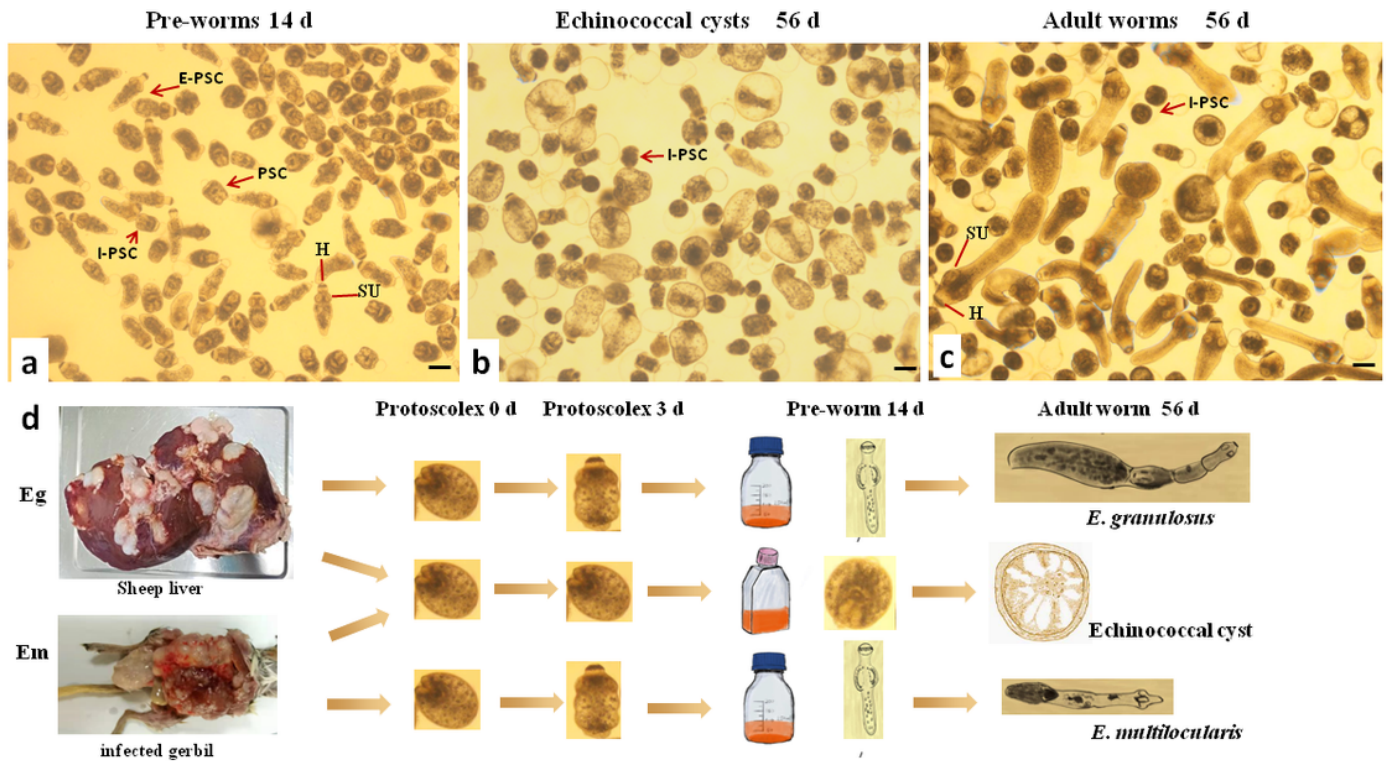 Pre-worms 14 d
Echinococcal cysts 56 d
Adult worms 56 d
E-PSC
PSC
I-PSC
H
SU
a
I-PSC
b
I-PSC
SU
H
c
d
Protoscolex 0 d
Protoscolex 3 d
Pre-worm 14 d
Adult worm 56 d
Eg
Sheep liver
E. granulosus
Echinococcal cyst
Em
infected gerbil
E. multilocularis